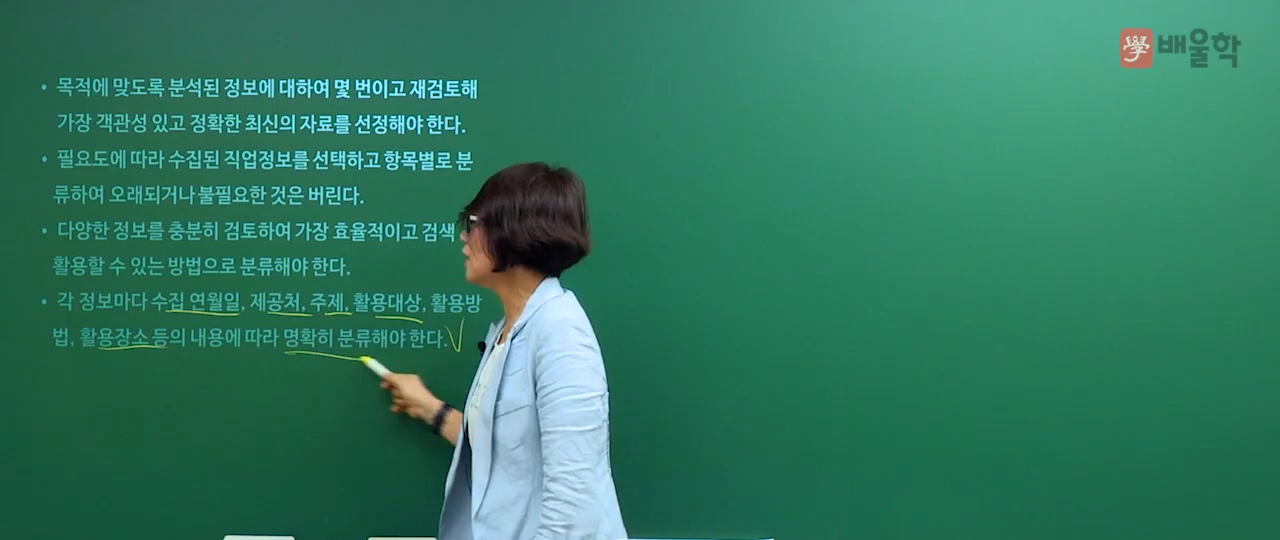 學 배울학
• 목적에 맞도록 분석된 정보에 대하여 몇 번이고 재검토해
가장 객관성 있고 정확한 최신의 자료를 선정해야 한다.
• 필요도에 따라 수집된 직업정보를 선택하고 항목별로 분
류하여 오래되거나 불필요한 것은 버린다.
• 다양한 정보를 충분히 검토하여 가장 효율적이고 검색
활용할 수 있는 방법으로 분류해야 한다.
• 각 정보마다 수집 연월일, 제공처, 주제, 활용대상, 활용방
법, 활용장소 등의 내용에 따라 명확히 분류해야 한다.